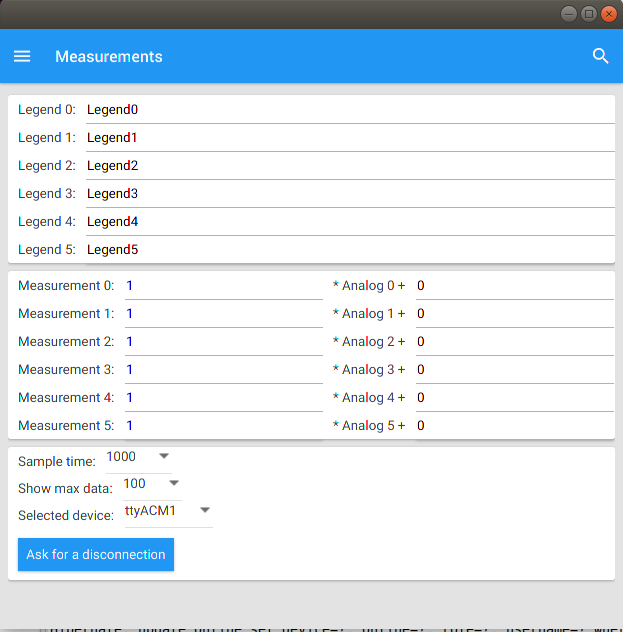 Measurements
Legend 0: Legend0
Legend 1: Legend1
Legend 2: Legend2
Legend 3: Legend3
Legend 4: Legend4
Legend 5: Legend5
Measurement 0: 1 * Analog 0 + 0
Measurement 1: 1 * Analog 1 + 0
Measurement 2: 1 * Analog 2 + 0
Measurement 3: 1 * Analog 3 + 0
Measurement 4: 1 * Analog 4 + 0
Measurement 5: 1 * Analog 5 + 0
Sample time: 1000
Show max data: 100
Selected device: ttyACM1
Ask for a disconnection